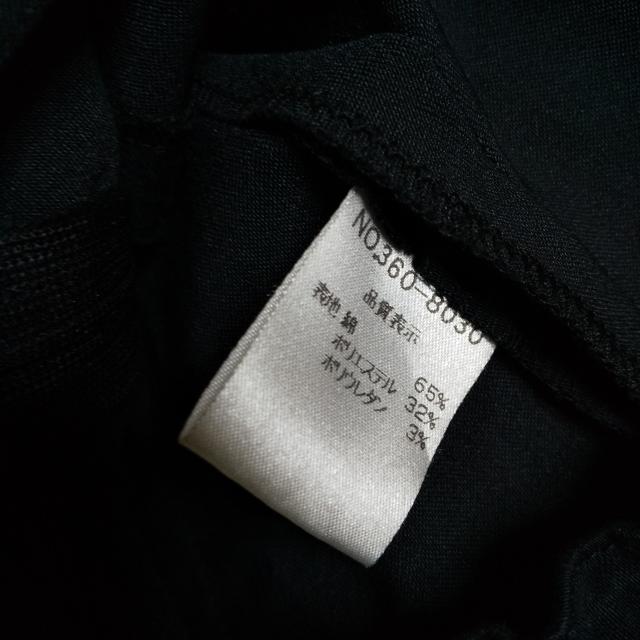 NO360-8030
品質表示
表地 綿 65%
ポリエステル 32%
ポリウレタン 3%